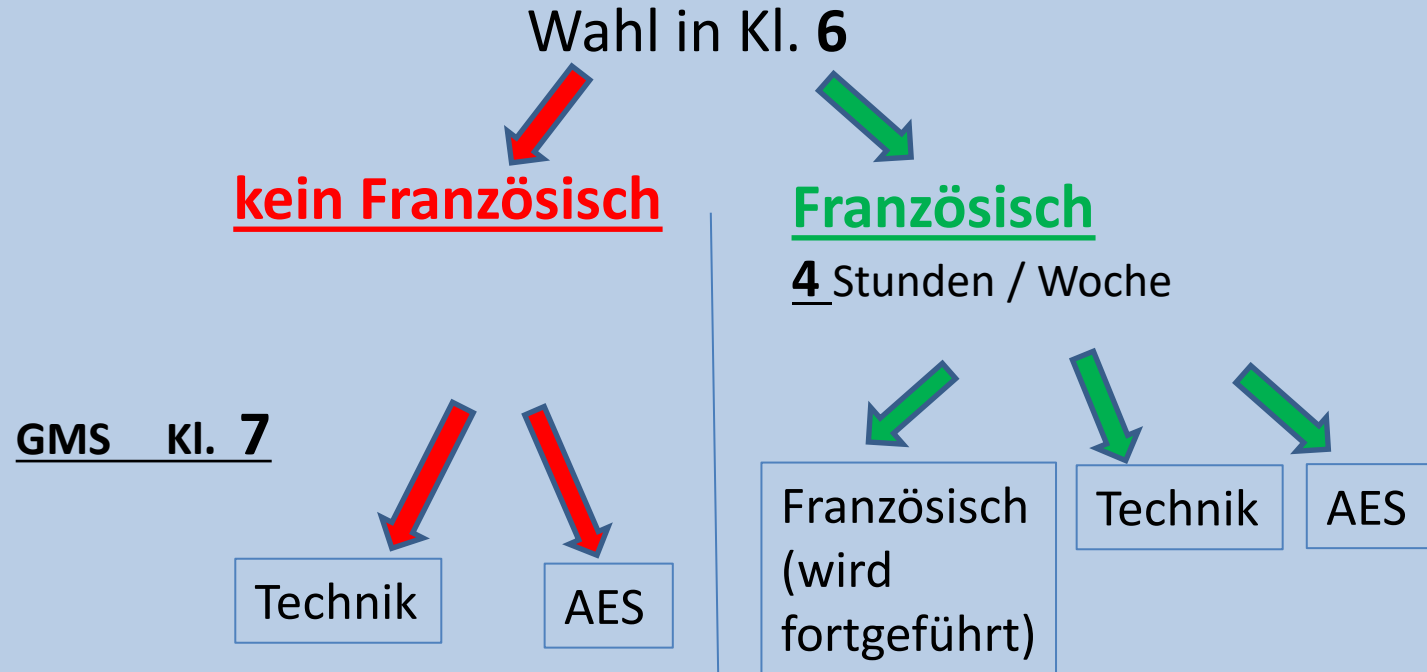 Wahl in Kl. 6
kein Französisch
Französisch
4 Stunden / Woche
GMS Kl. 7
Technik
AES
Französisch
(wird
fortgeführt)
Technik
AES